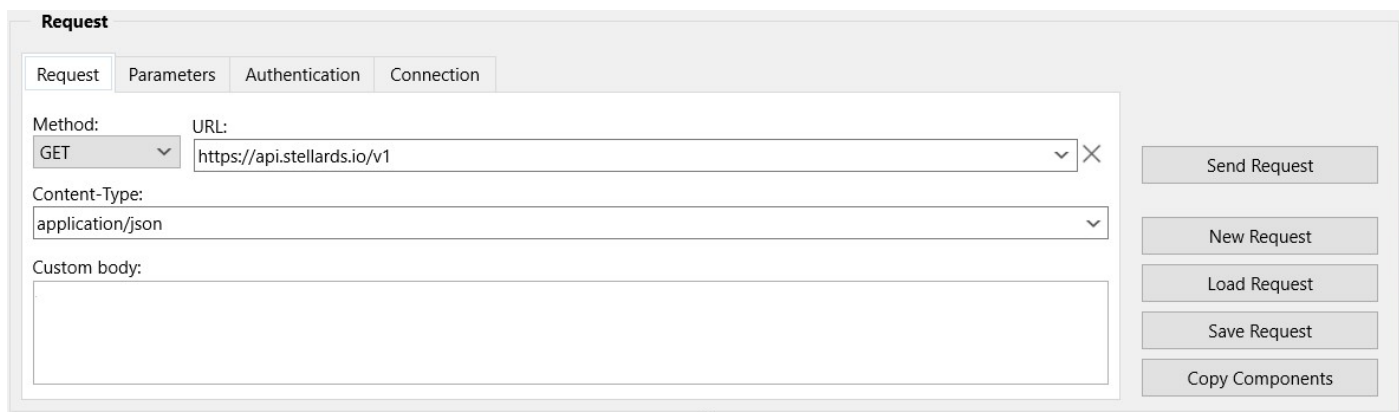 Request
Request Parameters Authentication Connection
Method: URL:
GET https://api.stellards.io/v1
Send Request
Content-Type:
application/json
New Request
Custom body:
Load Request
Save Request
Copy Components